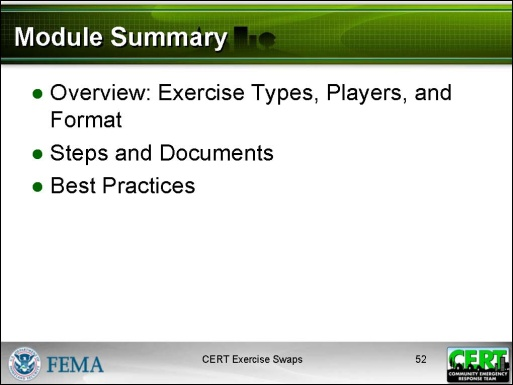 Module Summary
● Overview: Exercise Types, Players, and
Format
● Steps and Documents
● Best Practices
FEMA
CERT Exercise Swaps
52
CERT
COMMUNITY EMERGENCY
RESPONSE TEAM